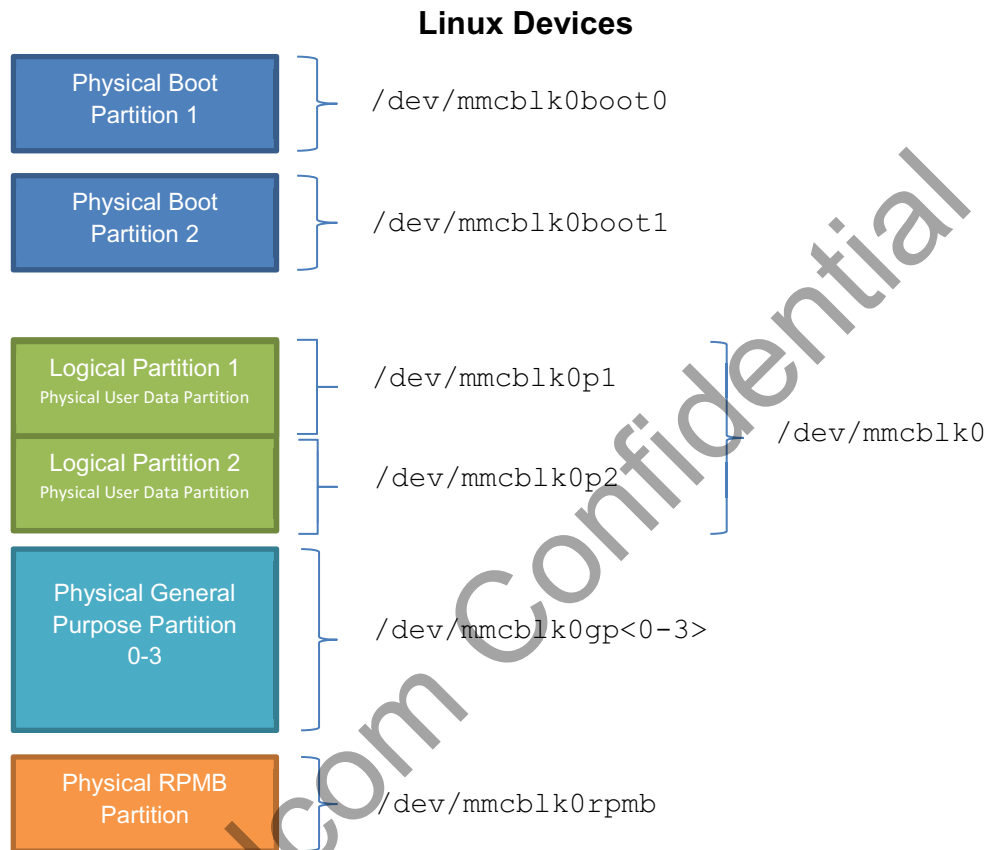 Linux Devices
Physical Boot
Partition 1
/dev/mmcblk0boot0
Physical Boot
Partition 2
/dev/mmcblk0boot1
Logical Partition 1
Physical User Data Partition
/dev/mmcblk0p1
Logical Partition 2
Physical User Data Partition
/dev/mmcblk0p2
/dev/mmcblk0
Physical General
Purpose Partition
0-3
/dev/mmcblk0gp<0-3>
Physical RPMB
Partition
/dev/mmcblk0rpmb
Confidential